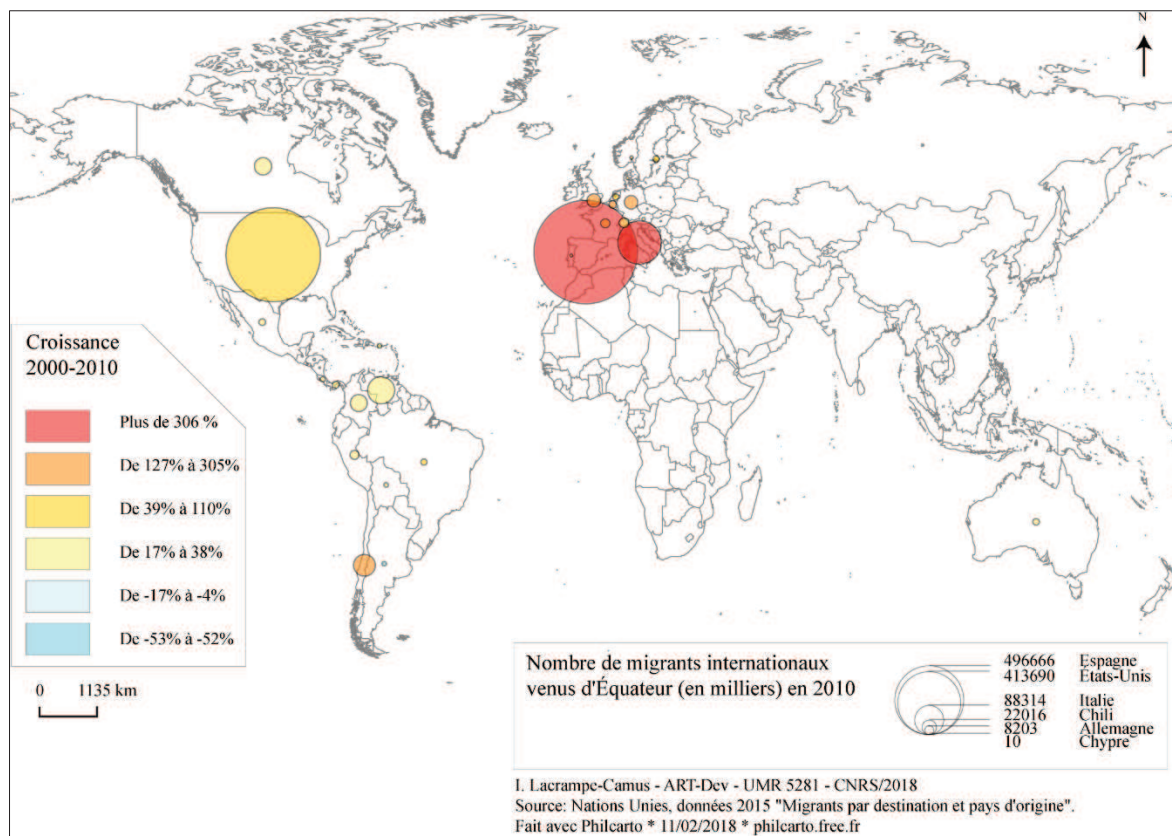 N
Croissance
2000-2010
Plus de 306 %
De 127% à 305%
De 39% à 110%
De 17% à 38%
De -17% à -4%
De -53% à -52%
0 1135 km
Nombre de migrants internationaux
venus d'Équateur (en milliers) en 2010
496666 Espagne
413690 États-Unis
88314 Italie
22016 Chili
8203 Allemagne
10 Chypre
I. Lacrampe-Camus - ART-Dev - UMR 5281 - CNRS/2018
Source: Nations Unies, données 2015 "Migrants par destination et pays d'origine".
Fait avec Philcarto * 11/02/2018 * philcarto.free.fr